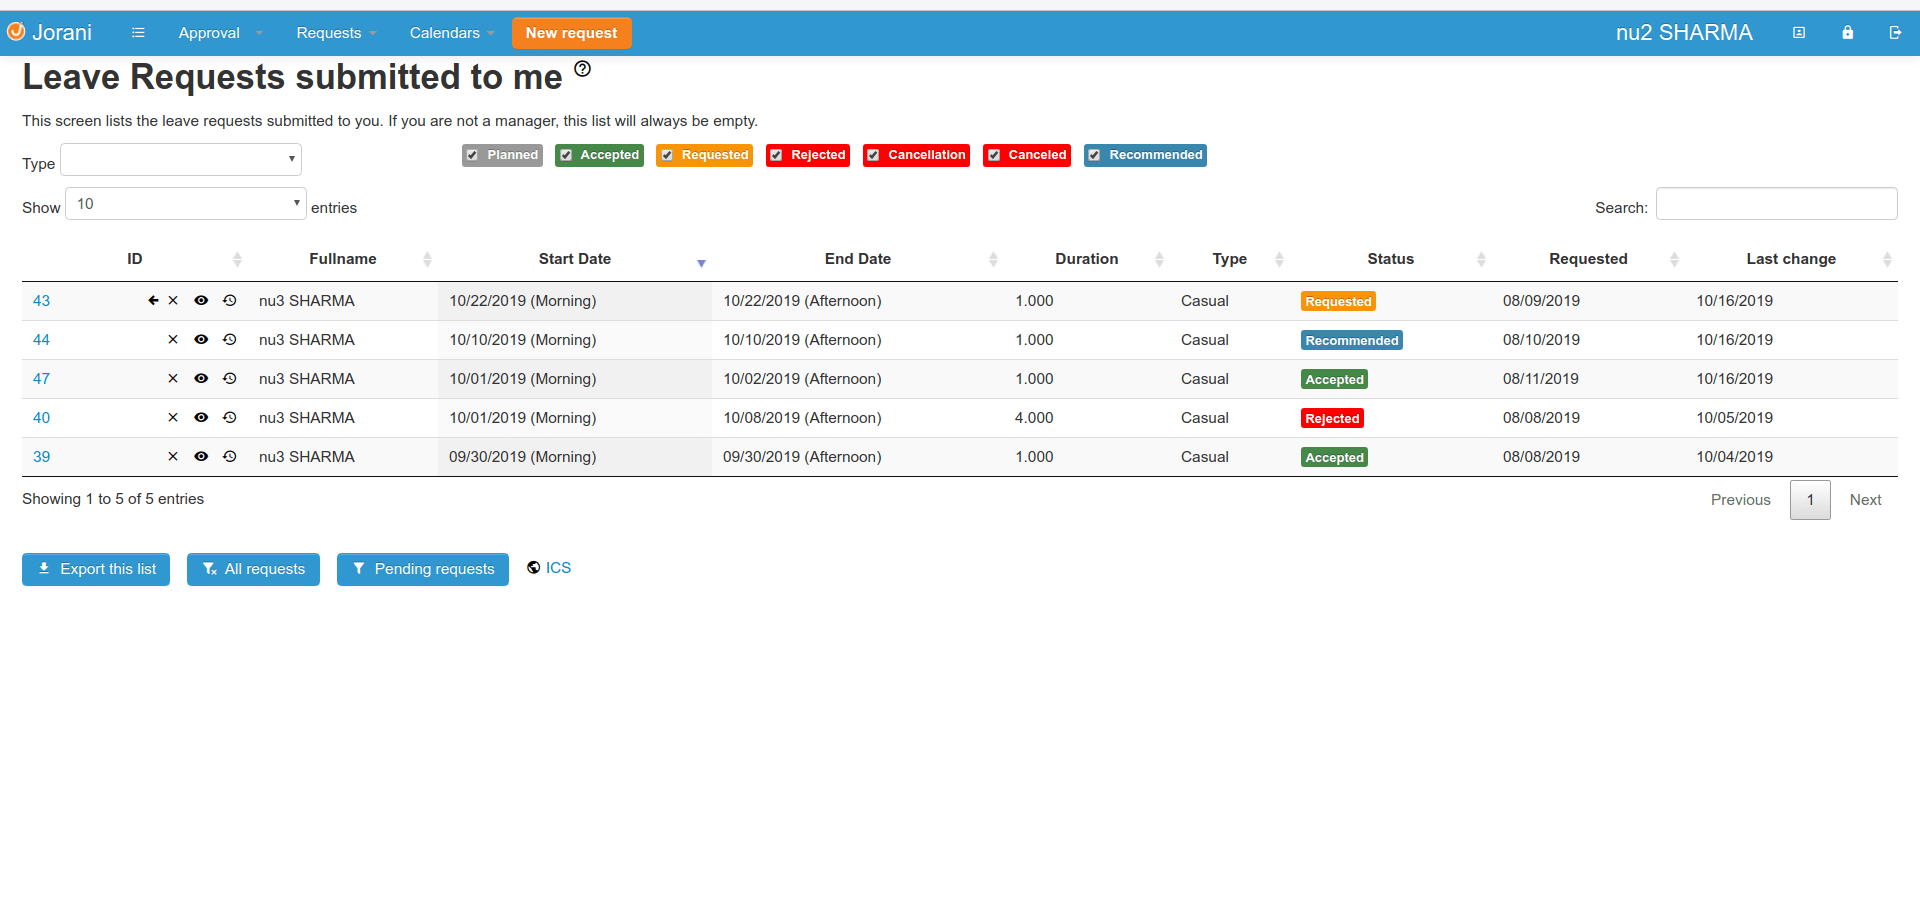 Jorani Approval Requests Calendars New request nu2 SHARMA
Leave Requests submitted to me
This screen lists the leave requests submitted to you. If you are not a manager, this list will always be empty.
Type Planned Accepted Requested Rejected Cancellation Canceled Recommended
Show 10 entries Search:
ID Fullname Start Date End Date Duration Type Status Requested Last change
43 nu3 SHARMA 10/22/2019 (Morning) 10/22/2019 (Afternoon) 1.000 Casual Requested 08/09/2019 10/16/2019
44 nu3 SHARMA 10/10/2019 (Morning) 10/10/2019 (Afternoon) 1.000 Casual Recommended 08/10/2019 10/16/2019
47 nu3 SHARMA 10/01/2019 (Morning) 10/02/2019 (Afternoon) 1.000 Casual Accepted 08/11/2019 10/16/2019
40 nu3 SHARMA 10/01/2019 (Morning) 10/08/2019 (Afternoon) 4.000 Casual Rejected 08/08/2019 10/05/2019
39 nu3 SHARMA 09/30/2019 (Morning) 09/30/2019 (Afternoon) 1.000 Casual Accepted 08/08/2019 10/04/2019
Showing 1 to 5 of 5 entries Previous 1 Next
Export this list All requests Pending requests ICS